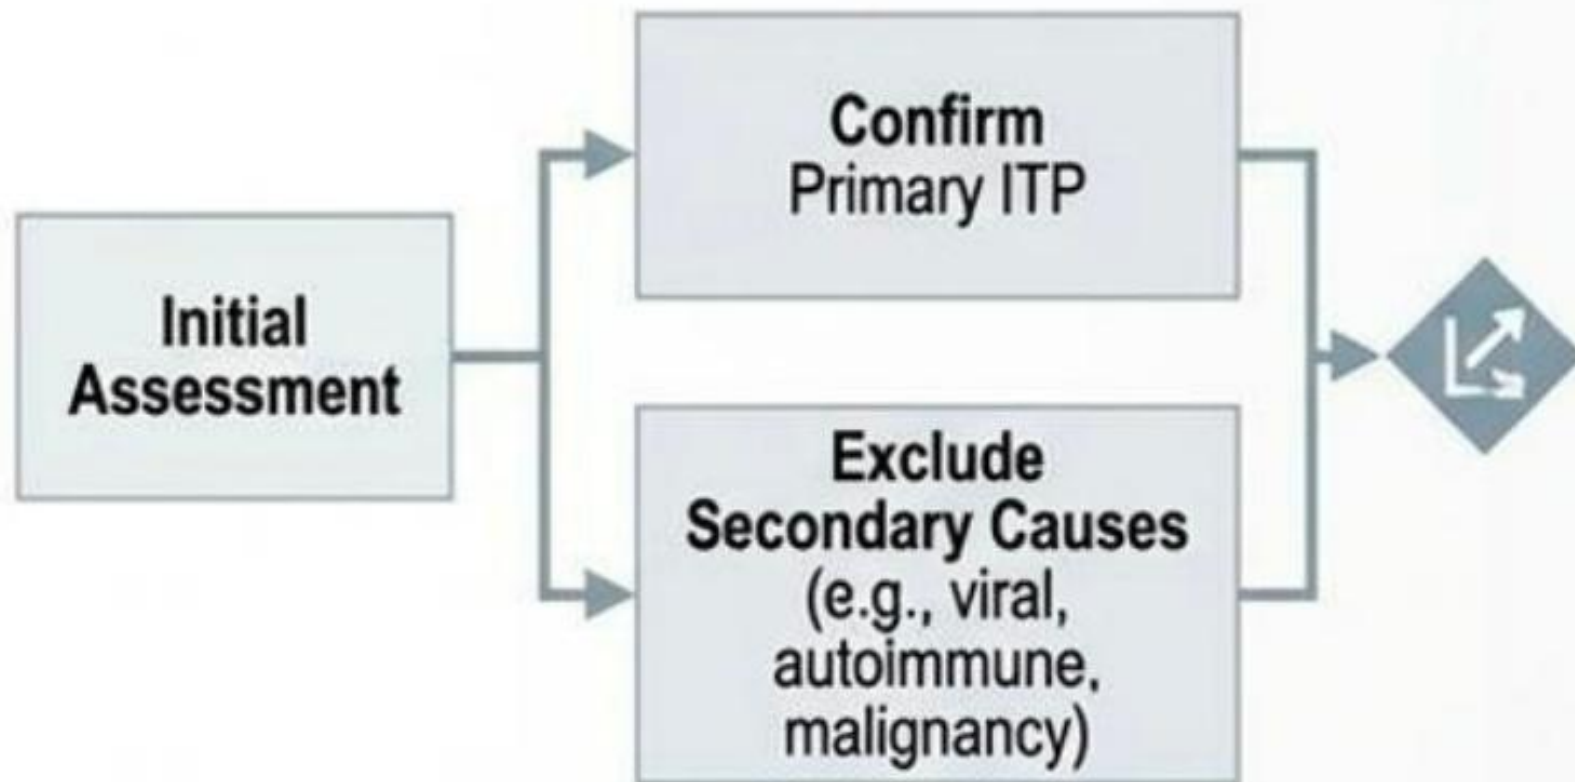 Initial
Assessment
Confirm
Primary ITP
Exclude
Secondary Causes
(e.g., viral,
autoimmune,
malignancy)